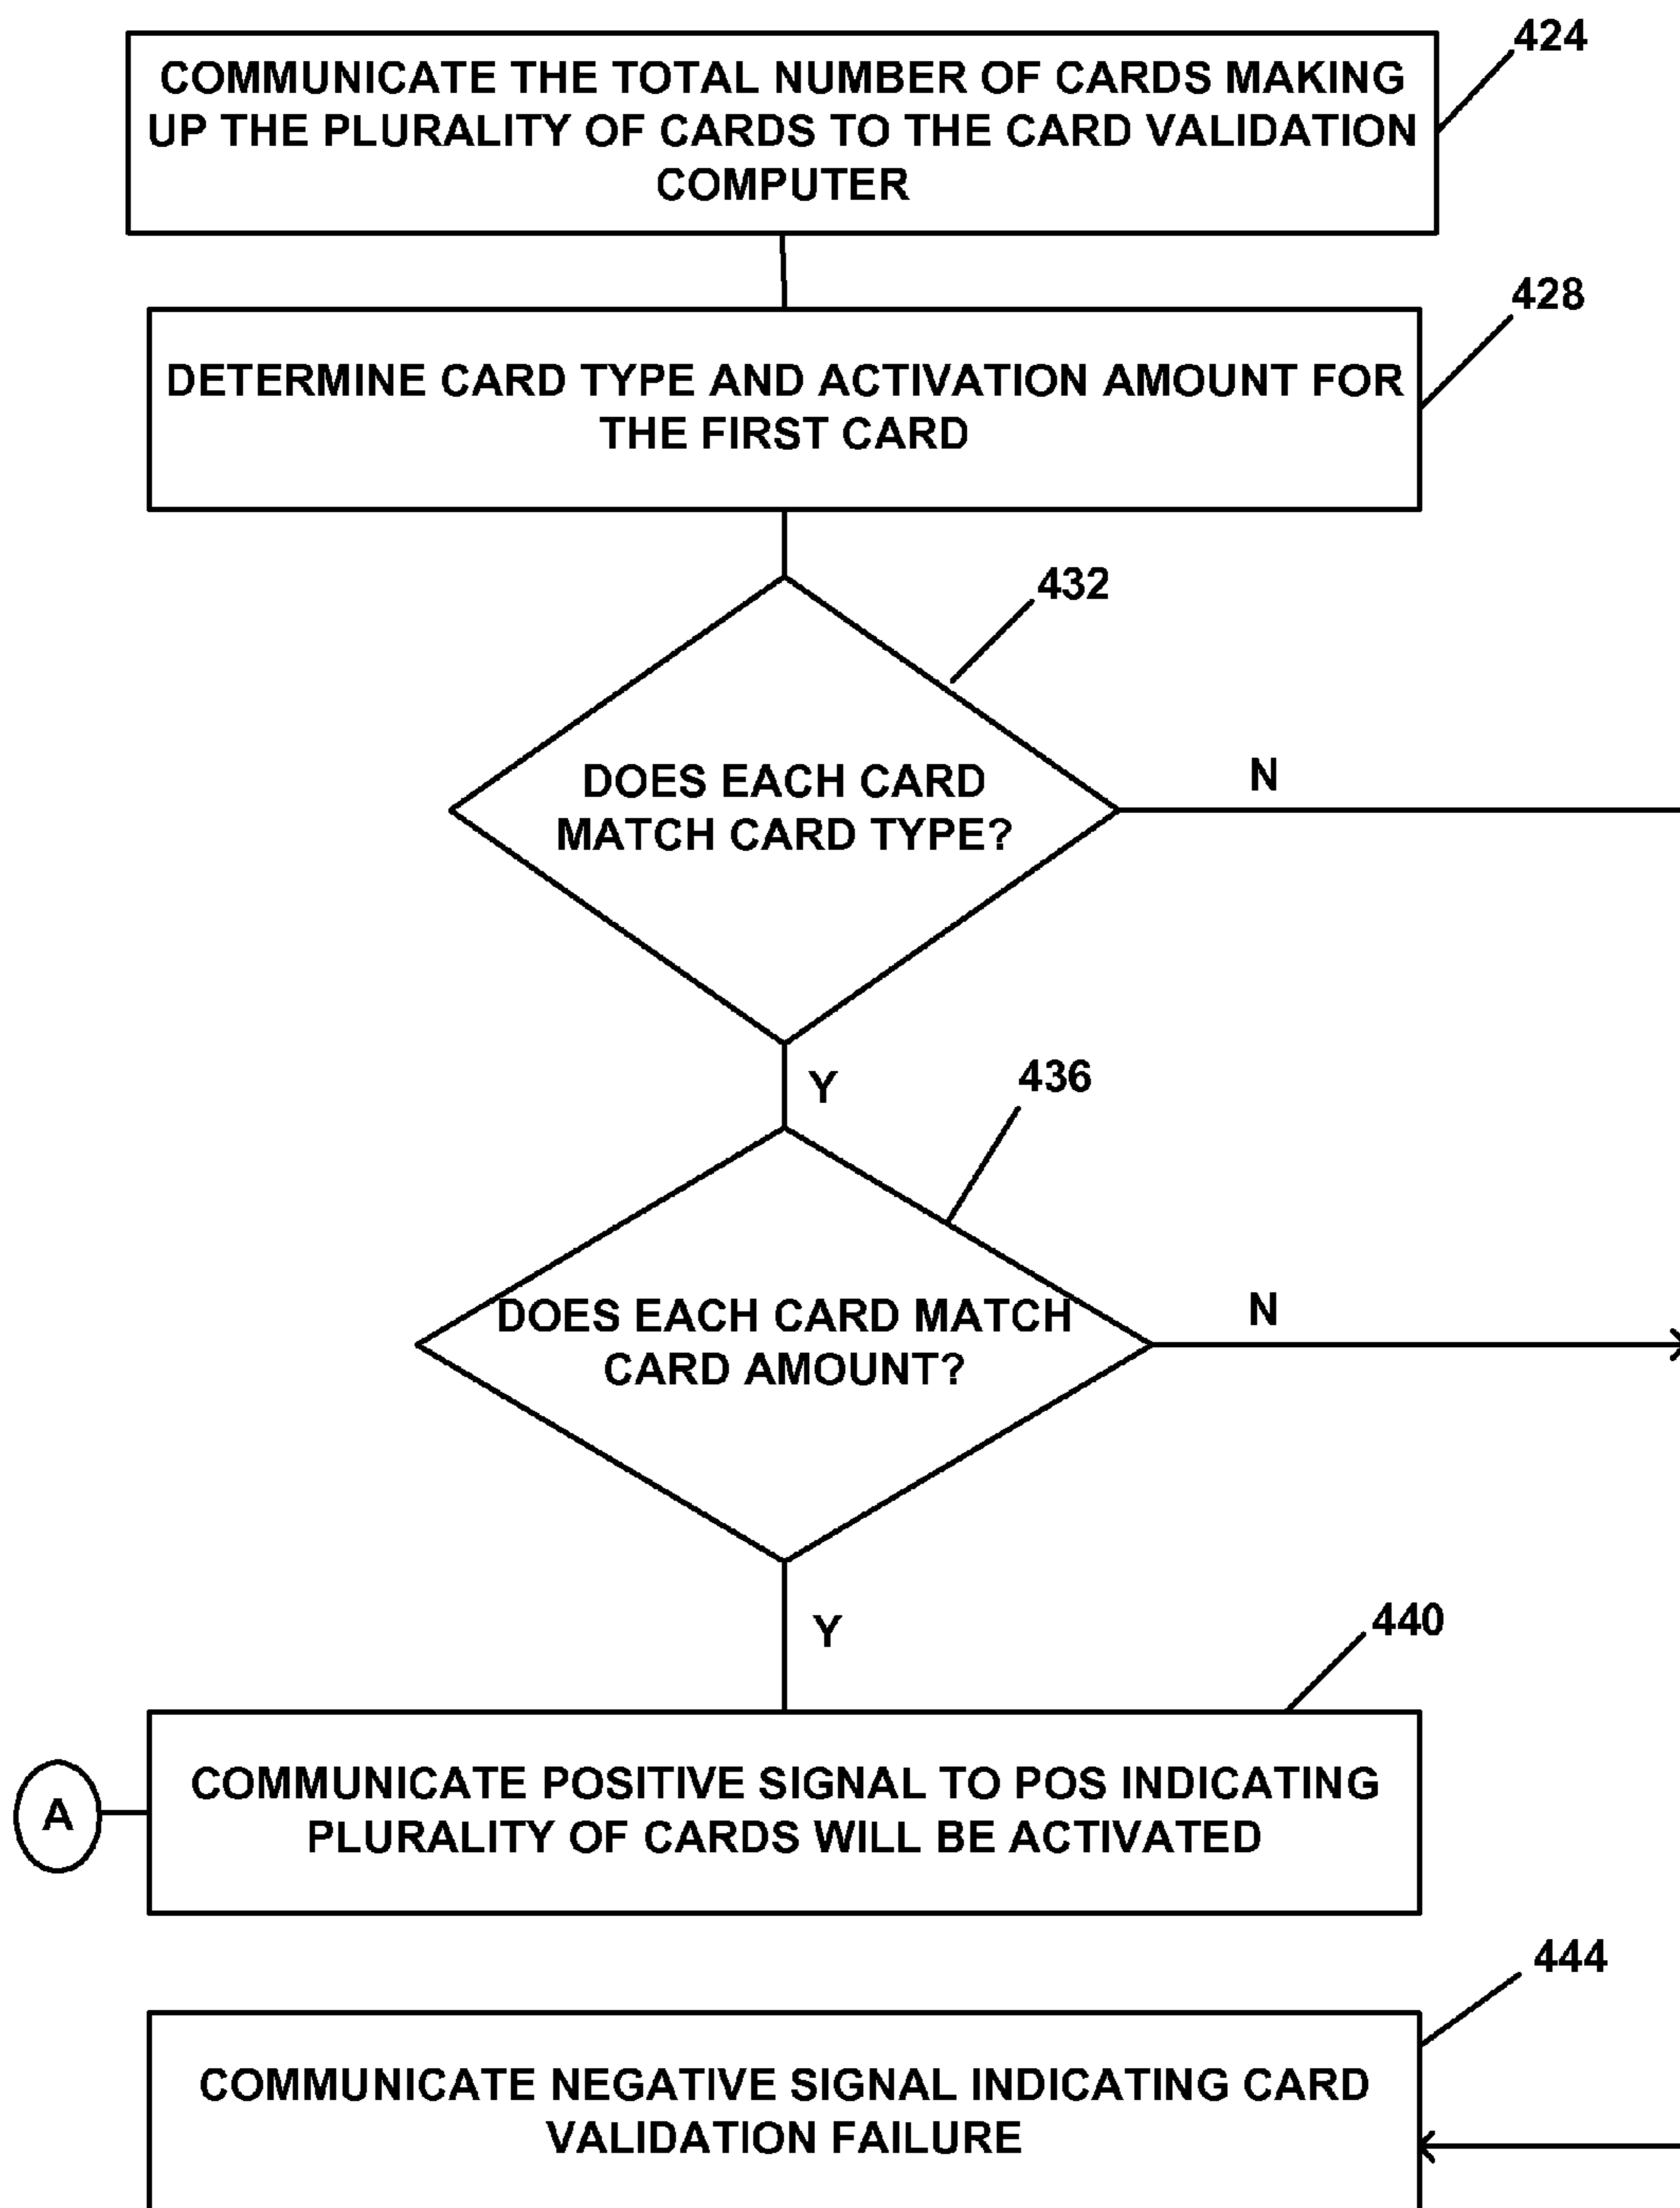 424
COMMUNICATE THE TOTAL NUMBER OF CARDS MAKING
UP THE PLURALITY OF CARDS TO THE CARD VALIDATION
COMPUTER
428
DETERMINE CARD TYPE AND ACTIVATION AMOUNT FOR
THE FIRST CARD
432
DOES EACH CARD
MATCH CARD TYPE?
N
Y
436
DOES EACH CARD MATCH
CARD AMOUNT?
N
Y
440
COMMUNICATE POSITIVE SIGNAL TO POS INDICATING
PLURALITY OF CARDS WILL BE ACTIVATED
A
444
COMMUNICATE NEGATIVE SIGNAL INDICATING CARD
VALIDATION FAILURE